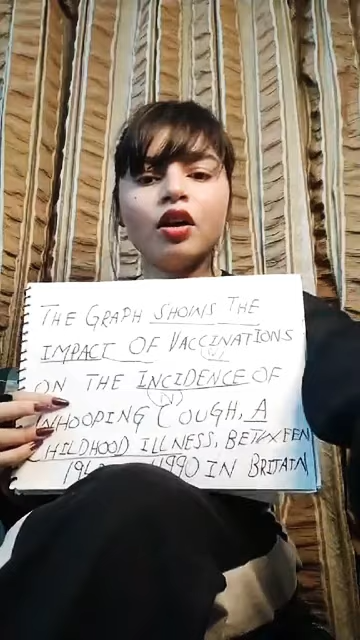 THE GRAPH SHOWS THE
IMPACT OF VACCINATIONS
(V)
ON THE INCIDENCE OF
(N)
WHOOPING COUGH, A
CHILDHOOD ILLNESS, BETWEEN
1990 IN BRITAIN